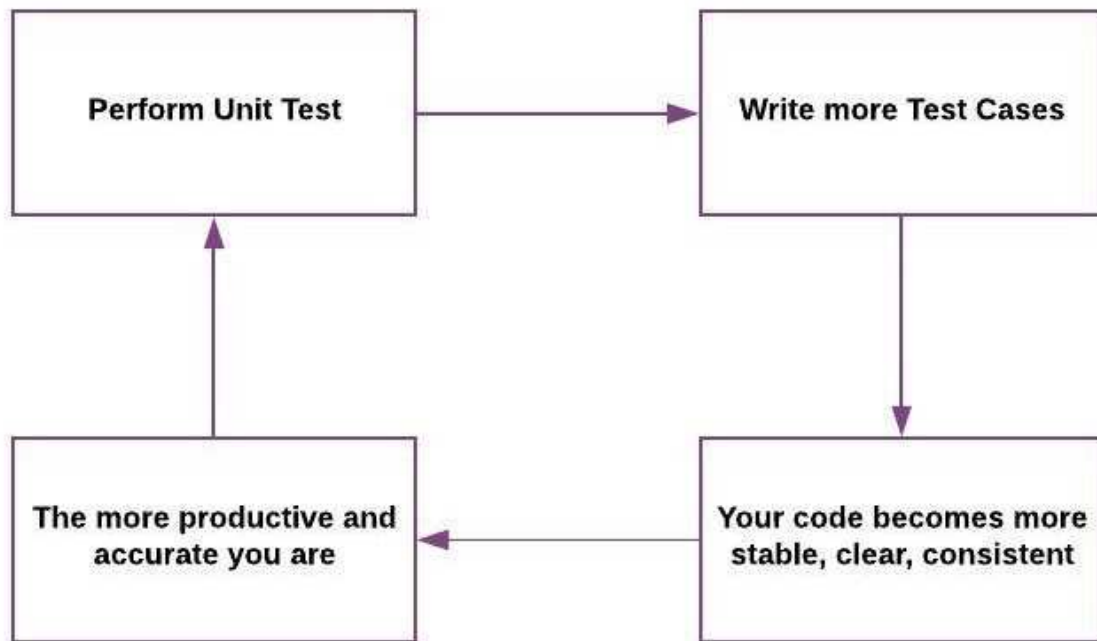 Perform Unit Test
Write more Test Cases
The more productive and
accurate you are
Your code becomes more
stable, clear, consistent